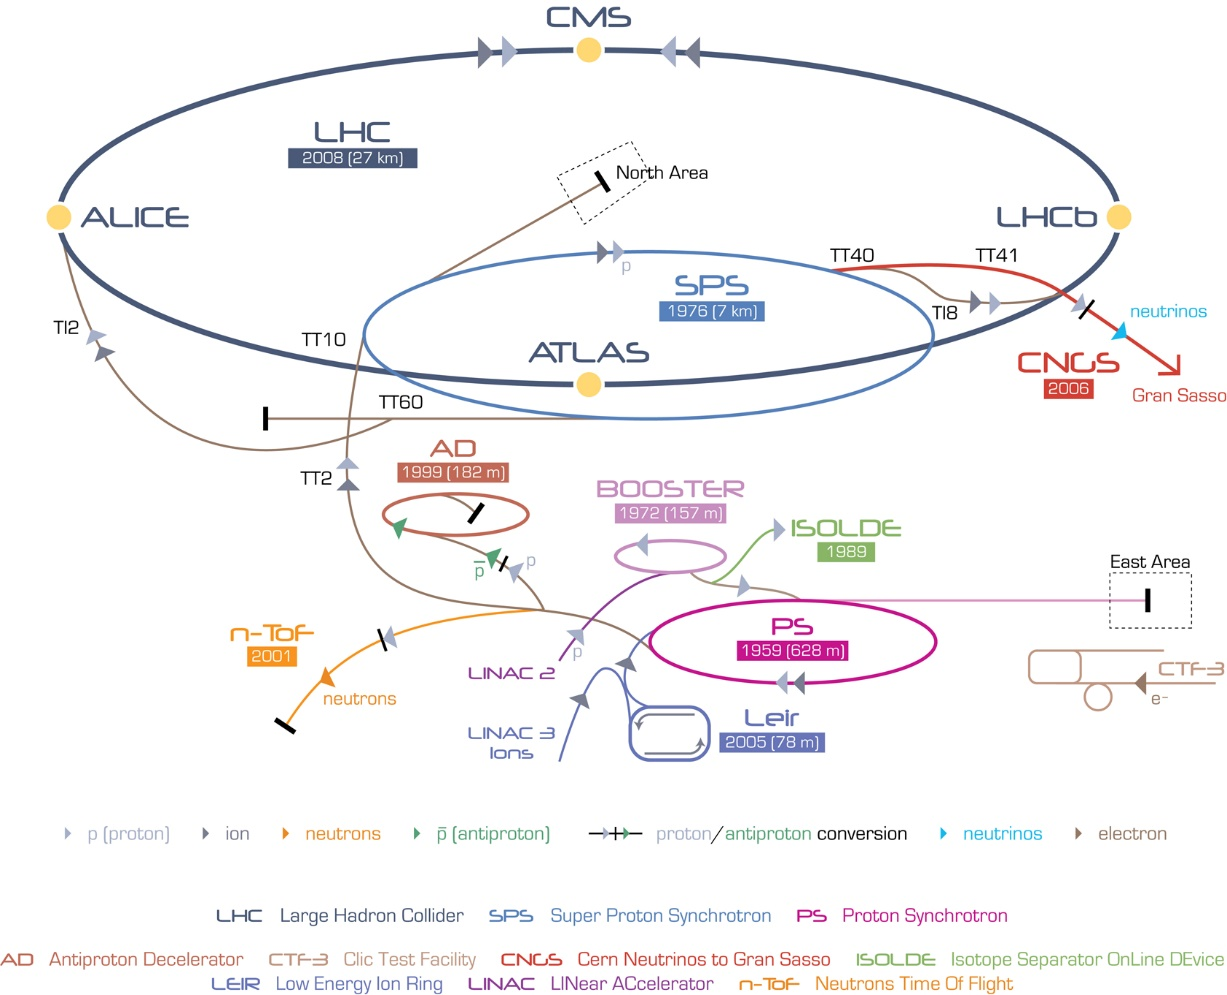 CMS
LHC
2008 (27 km)
North Area
ALICE
LHCb
p
TT40
TT41
SPS
1976 (7 km)
TI8
neutrinos
TI2
TT10
ATLAS
CNGS
2006
Gran Sasso
TT60
AD
1999 (182 m)
TT2
BOOSTER
1972 (157 m)
ISOLDE
1989
p̄
p
East Area
n-ToF
2001
PS
1959 (628 m)
p
LINAC 2
neutrons
CTF3
e-
LINAC 3
Ions
Leir
2005 (78 m)
p (proton)
ion
neutrons
p̄ (antiproton)
proton/antiproton conversion
neutrinos
electron
LHC Large Hadron Collider SPS Super Proton Synchrotron PS Proton Synchrotron
AD Antiproton Decelerator CTF3 Clic Test Facility CNGS Cern Neutrinos to Gran Sasso ISOLDE Isotope Separator OnLine DEvice
LEIR Low Energy Ion Ring LINAC LINear ACcelerator n-ToF Neutrons Time Of Flight